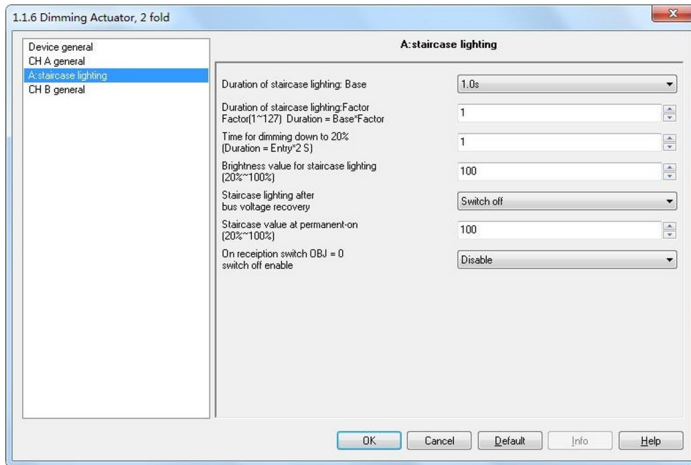 1.1.6 Dimming Actuator, 2 fold
Device general
CH A general
A:staircase lighting
CH B general
A:staircase lighting
Duration of staircase lighting: Base
1.0s
Duration of staircase lighting:Factor
Factor(1~127) Duration = Base*Factor
1
Time for dimming down to 20%
(Duration = Entry*2 S)
1
Brightness value for staircase lighting
(20%~100%)
100
Staircase lighting after
bus voltage recovery
Switch off
Staircase value at permanent-on
(20%~100%)
100
On receiption switch OBJ = 0
switch off enable
Disable
OK Cancel Default Info Help